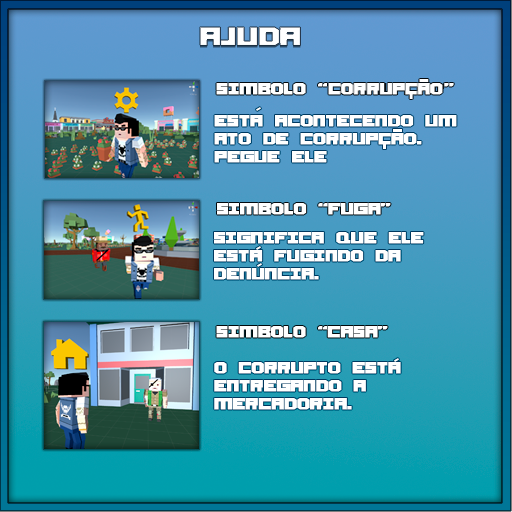 AJUDA
SIMBOLO "CORRUPÇÃO"
ESTÁ ACONTECENDO UM
ATO DE CORRUPÇÃO.
PEGUE ELE
SIMBOLO "FUGA"
SIGNIFICA QUE ELE
ESTÁ FUGINDO DA
DENÚNCIA.
SIMBOLO "CASA"
O CORRUPTO ESTÁ
ENTREGANDO A
MERCADORIA.